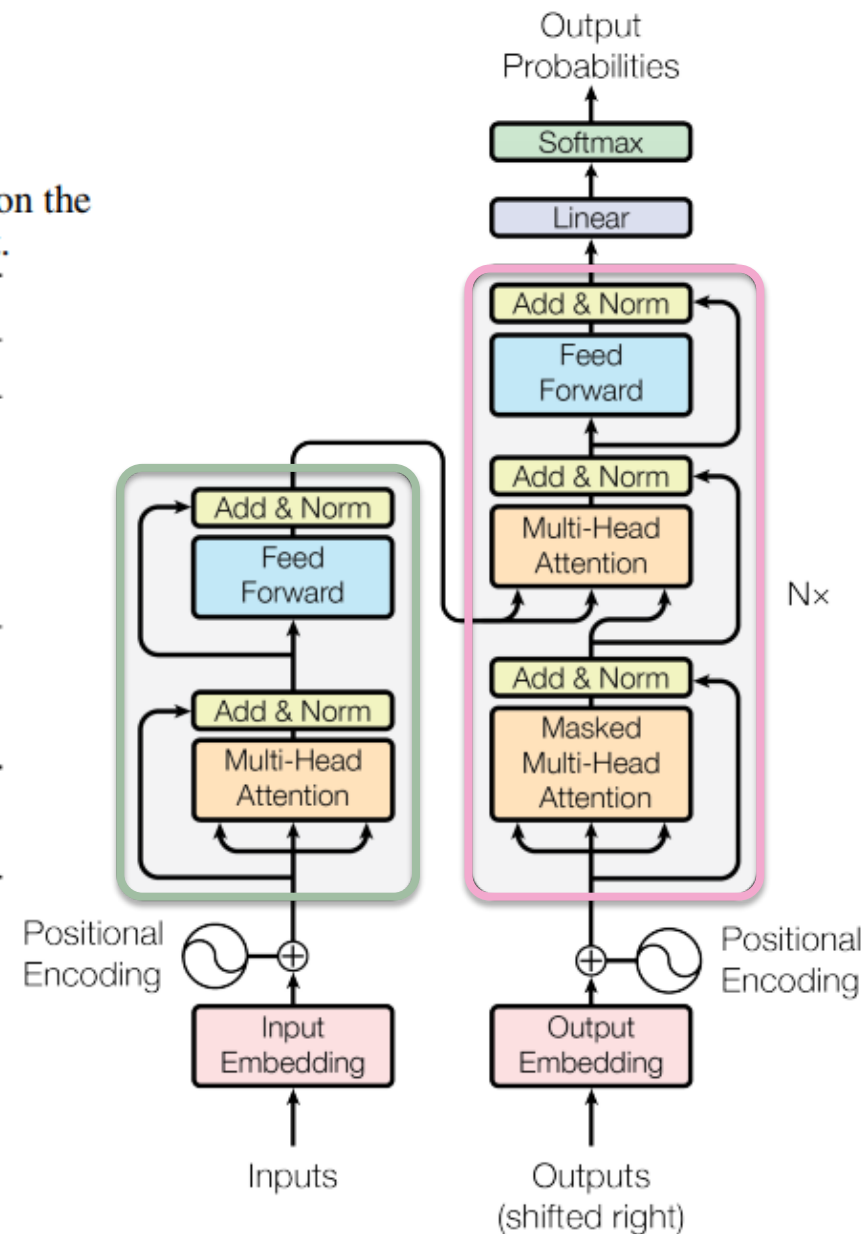 Output
Probabilities
Softmax
on the
Linear
Add & Norm
Feed
Forward
Add & Norm
Multi-Head
Attention
Add & Norm
Feed
Forward
N×
Add & Norm
Masked
Multi-Head
Attention
Add & Norm
Multi-Head
Attention
Positional
Encoding
Positional
Encoding
Input
Embedding
Output
Embedding
Inputs
Outputs
(shifted right)